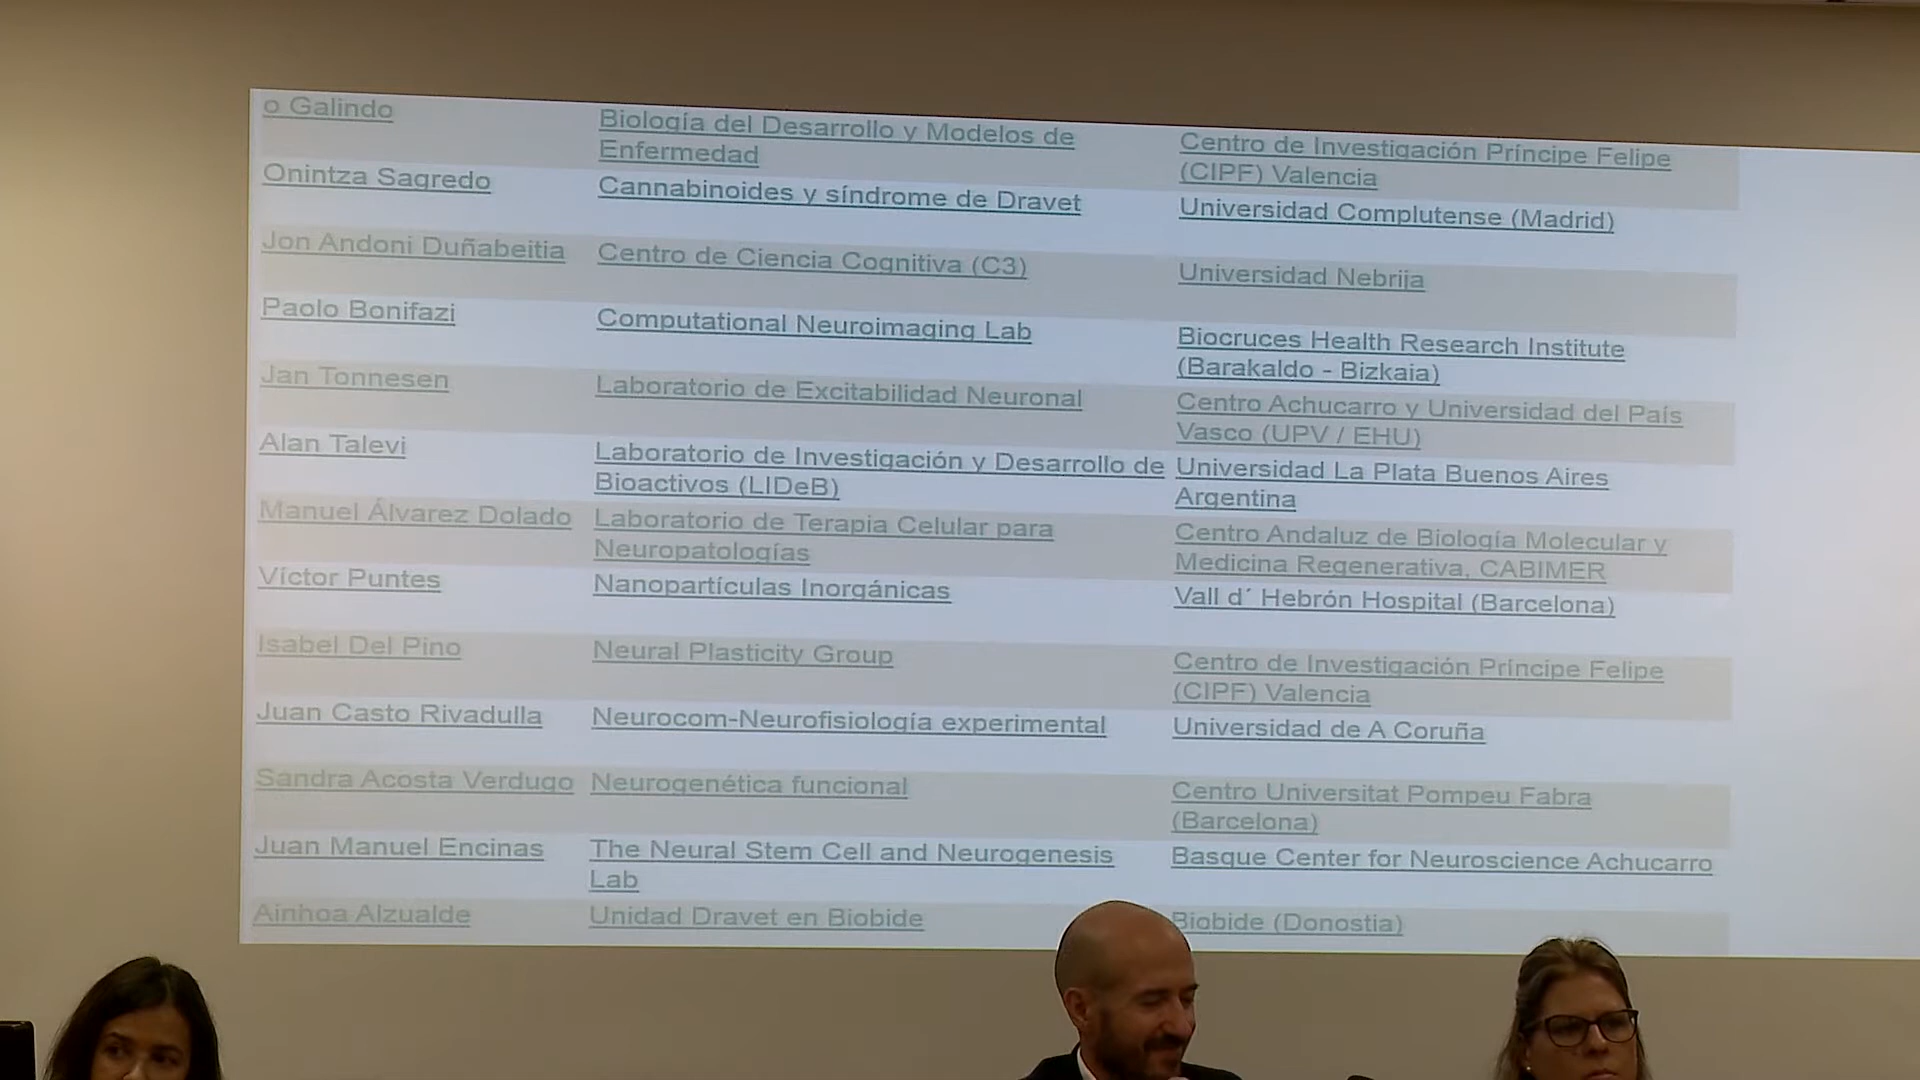 o Galindo
Biología del Desarrollo y Modelos de
Enfermedad
Centro de Investigación Príncipe Felipe
(CIPF) Valencia
Onintza Sagredo
Cannabinoides y síndrome de Dravet
Universidad Complutense (Madrid)
Jon Andoni Duñabeitia
Centro de Ciencia Cognitiva (C3)
Universidad Nebrija
Paolo Bonifazi
Computational Neuroimaging Lab
Biocruces Health Research Institute
(Barakaldo - Bizkaia)
Jan Tonnesen
Laboratorio de Excitabilidad Neuronal
Centro Achucarro y Universidad del País
Vasco (UPV / EHU)
Alan Talevi
Laboratorio de Investigación y Desarrollo de
Bioactivos (LIDeB)
Universidad La Plata Buenos Aires
Argentina
Manuel Álvarez Dolado
Laboratorio de Terapia Celular para
Neuropatologías
Centro Andaluz de Biología Molecular y
Medicina Regenerativa, CABIMER
Víctor Puntes
Nanopartículas Inorgánicas
Vall d´ Hebrón Hospital (Barcelona)
Isabel Del Pino
Neural Plasticity Group
Centro de Investigación Príncipe Felipe
(CIPF) Valencia
Juan Casto Rivadulla
Neurocom-Neurofisiología experimental
Universidad de A Coruña
Sandra Acosta Verdugo
Neurogenética funcional
Centro Universitat Pompeu Fabra
(Barcelona)
Juan Manuel Encinas
The Neural Stem Cell and Neurogenesis
Lab
Basque Center for Neuroscience Achucarro
Ainhoa Alzualde
Unidad Dravet en Biobide
Biobide (Donostia)